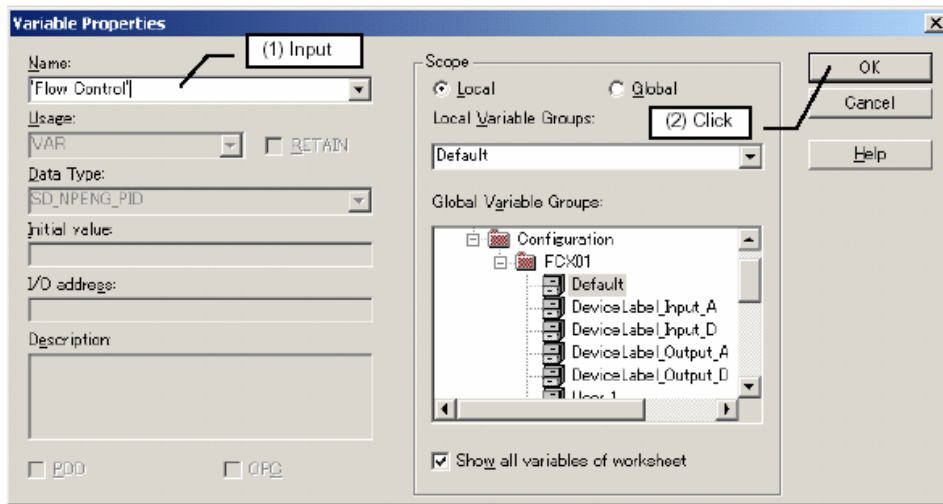 Variable Properties
(1) Input
Name:
'Flow Control'
Usage:
VAR
RETAIN
Data Type:
SD_NPENG_PID
Initial value:
I/O address:
Description:
PDD
OPC
Scope
Local
Global
Local Variable Groups:
(2) Click
Default
Global Variable Groups:
Configuration
FCX01
Default
DeviceLabel_Input_A
DeviceLabel_Input_D
DeviceLabel_Output_A
DeviceLabel_Output_D
User 1
Show all variables of worksheet
OK
Cancel
Help